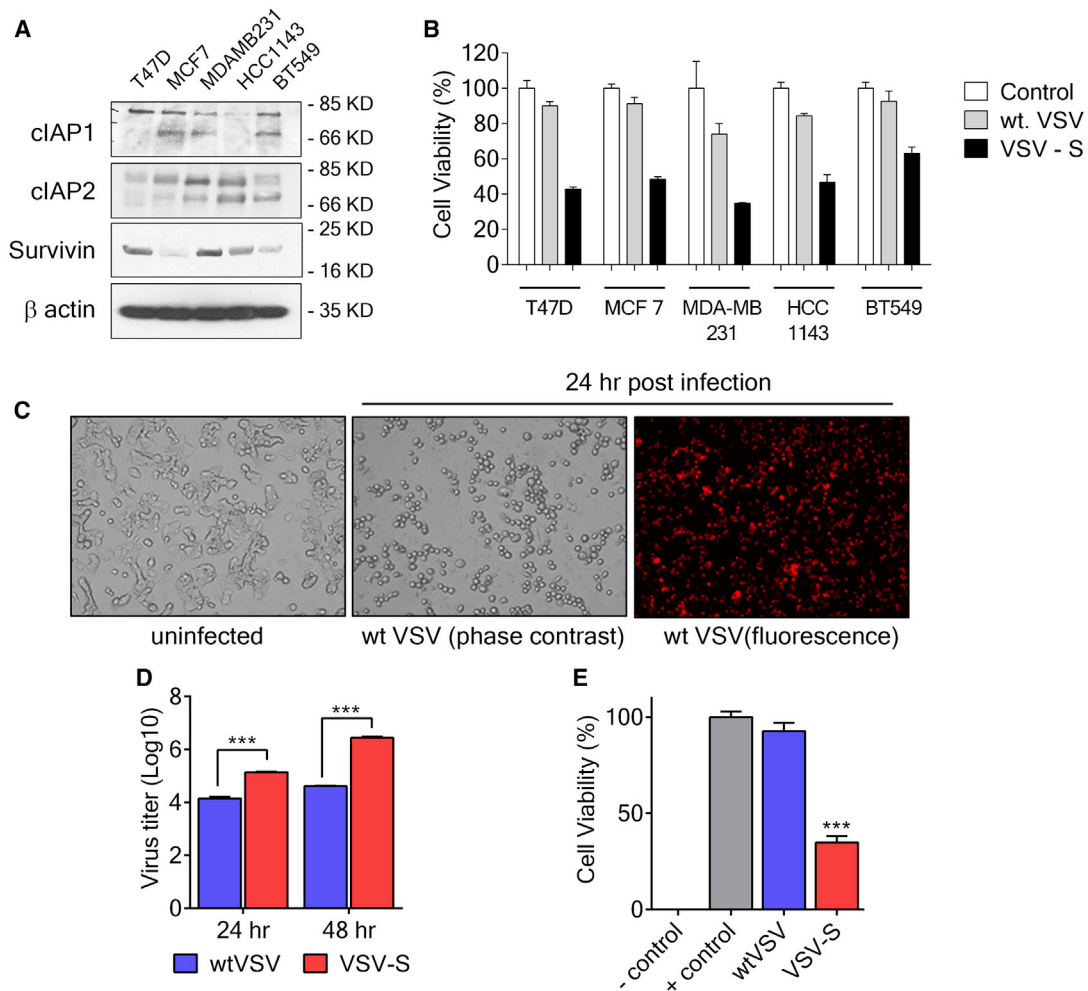 A
T47D
MCF7
MDAMB231
HCC1143
BT549
cIAP1
- 85 KD
- 66 KD
cIAP2
- 85 KD
- 66 KD
Survivin
- 25 KD
- 16 KD
β actin
- 35 KD
B
Cell Viability (%)
120
100
80
60
40
20
0
T47D
MCF 7
MDA-MB
231
HCC
1143
BT549
Control
wt. VSV
VSV - S
24 hr post infection
C
uninfected
wt VSV (phase contrast)
wt VSV(fluorescence)
D
Virus titer (Log10)
8
6
4
2
0
***
***
24 hr
48 hr
wtVSV
VSV-S
E
Cell Viability (%)
100
50
0
***
- control
+ control
wtVSV
VSV-S